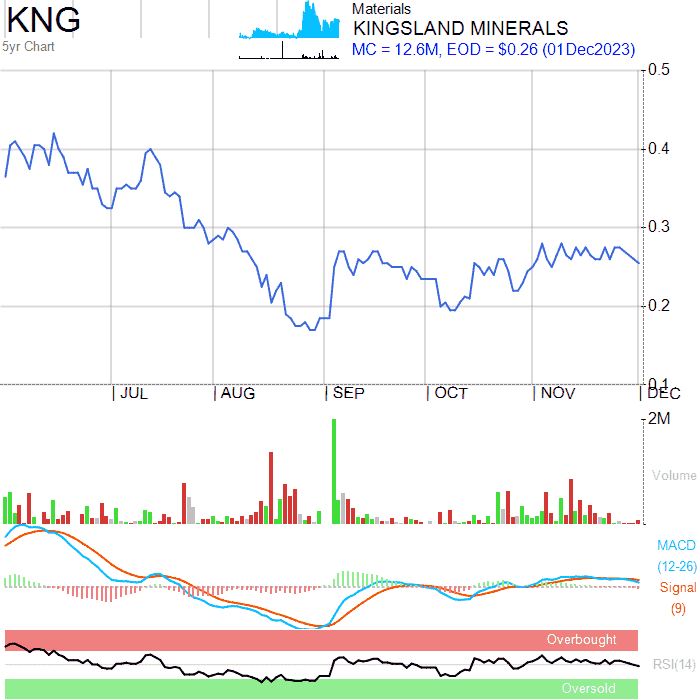 KNG
5yr Chart
Materials
KINGSLAND MINERALS
MC = 12.6M, EOD = $0.26 (01Dec2023)
0.5
0.4
0.3
0.2
0.1
JUL AUG SEP OCT NOV DEC
2M
Volume
MACD
(12-26)
Signal
(9)
Overbought
RSI(14)
Oversold